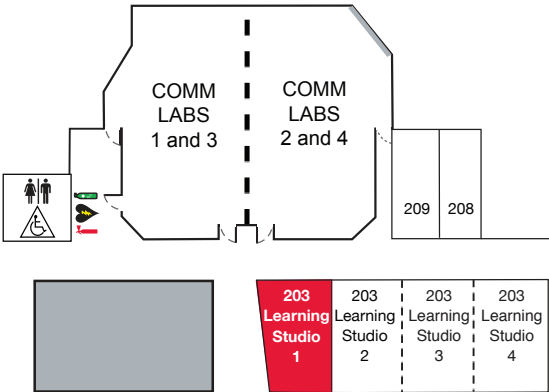 COMM
LABS
1 and 3
COMM
LABS
2 and 4
209
208
203
Learning
Studio
1
203
Learning
Studio
2
203
Learning
Studio
3
203
Learning
Studio
4